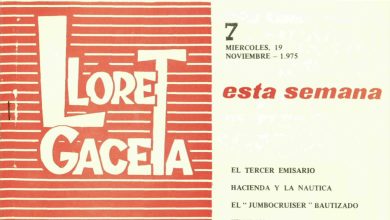 LLORET
GACETA
7
MIERCOLES, 19
NOVIEMBRE - 1.975
esta semana
EL TERCER EMISARIO
HACIENDA Y LA NAUTICA
EL "JUMBOCRUISER" BAUTIZADO